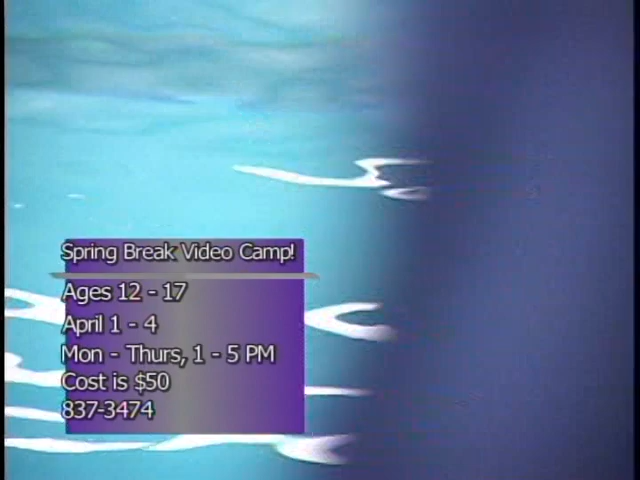 Spring Break Video Camp!
Ages 12 - 17
April 1 - 4
Mon - Thurs, 1 - 5 PM
Cost is $50
837-3474